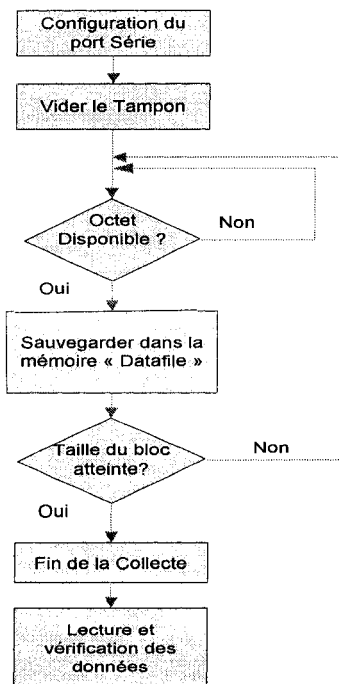 Configuration du
port Série
Vider le Tampon
Octet
Disponible ?
Non
Oui
Sauvegarder dans la
mémoire « Datafile »
Taille du bloc
atteinte?
Non
Oui
Fin de la Collecte
Lecture et
vérification des
données